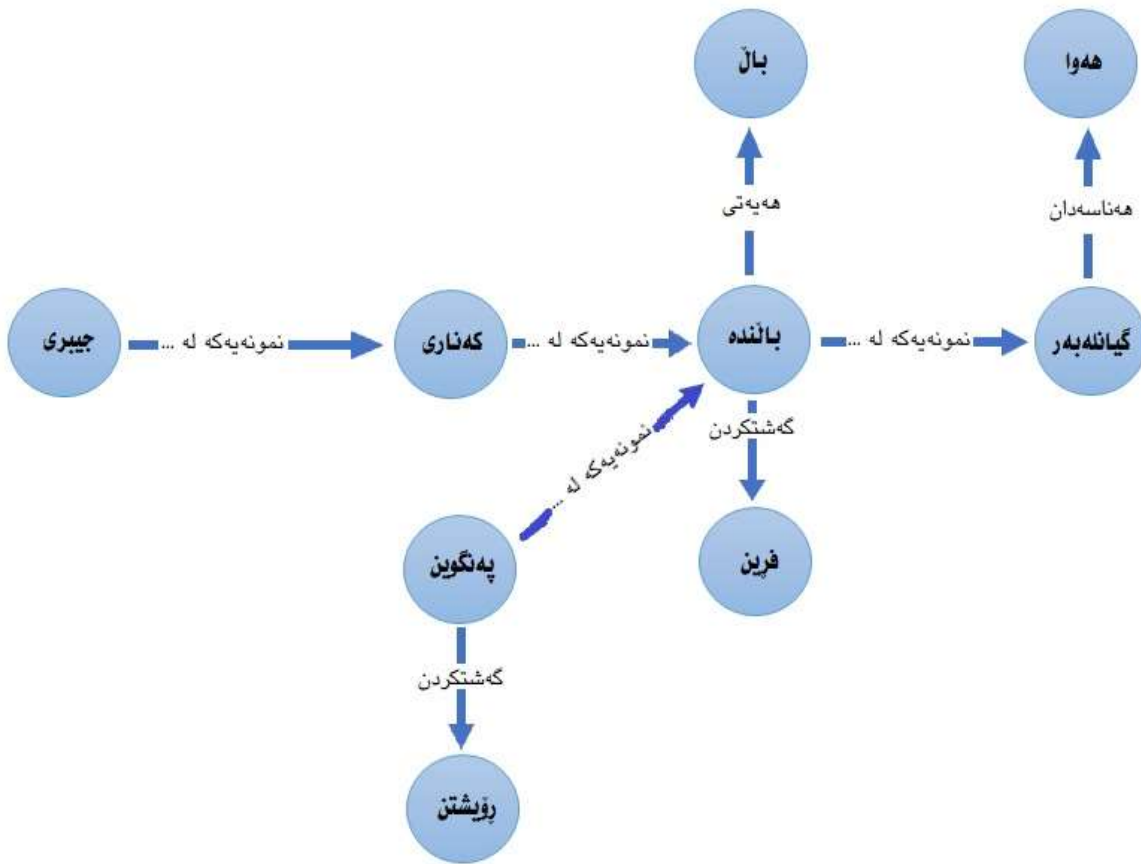 باڵ
هەوا
هەیەتی
هەناسەدان
گیانلەبەر
نمونەیەکە لە ...
باڵندە
نمونەیەکە لە ...
کەناری
نمونەیەکە لە ...
جیبری
گەشتکردن
نمونەیەکە لە ...
فڕین
پەنگوین
گەشتکردن
ڕۆیشتن